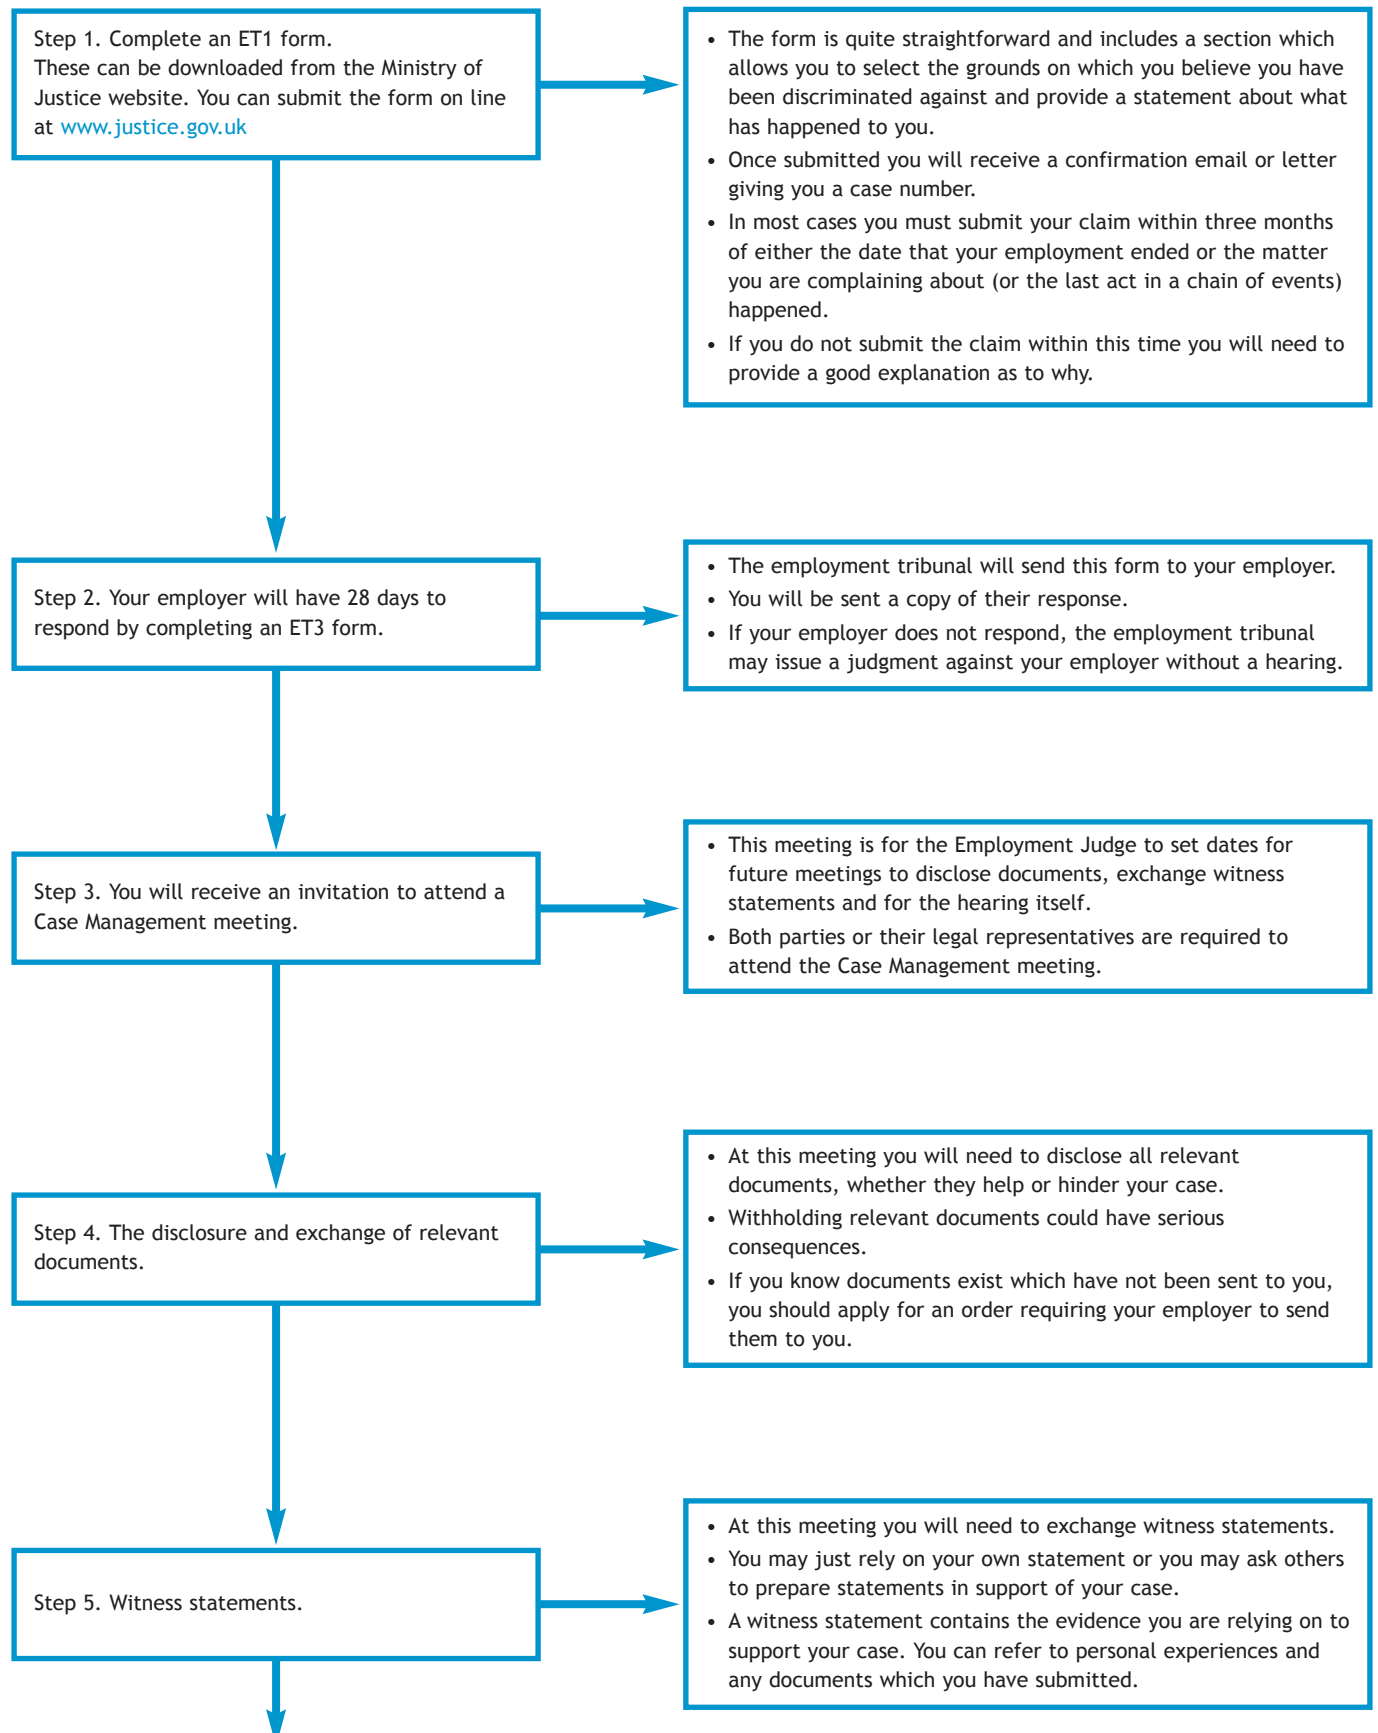 Step 1. Complete an ET1 form.
These can be downloaded from the Ministry of
Justice website. You can submit the form on line
at www.justice.gov.uk
• The form is quite straightforward and includes a section which
allows you to select the grounds on which you believe you have
been discriminated against and provide a statement about what
has happened to you.
• Once submitted you will receive a confirmation email or letter
giving you a case number.
• In most cases you must submit your claim within three months
of either the date that your employment ended or the matter
you are complaining about (or the last act in a chain of events)
happened.
• If you do not submit the claim within this time you will need to
provide a good explanation as to why.
Step 2. Your employer will have 28 days to
respond by completing an ET3 form.
• The employment tribunal will send this form to your employer.
• You will be sent a copy of their response.
• If your employer does not respond, the employment tribunal
may issue a judgment against your employer without a hearing.
Step 3. You will receive an invitation to attend a
Case Management meeting.
• This meeting is for the Employment Judge to set dates for
future meetings to disclose documents, exchange witness
statements and for the hearing itself.
• Both parties or their legal representatives are required to
attend the Case Management meeting.
Step 4. The disclosure and exchange of relevant
documents.
• At this meeting you will need to disclose all relevant
documents, whether they help or hinder your case.
• Withholding relevant documents could have serious
consequences.
• If you know documents exist which have not been sent to you,
you should apply for an order requiring your employer to send
them to you.
Step 5. Witness statements.
• At this meeting you will need to exchange witness statements.
• You may just rely on your own statement or you may ask others
to prepare statements in support of your case.
• A witness statement contains the evidence you are relying on to
support your case. You can refer to personal experiences and
any documents which you have submitted.